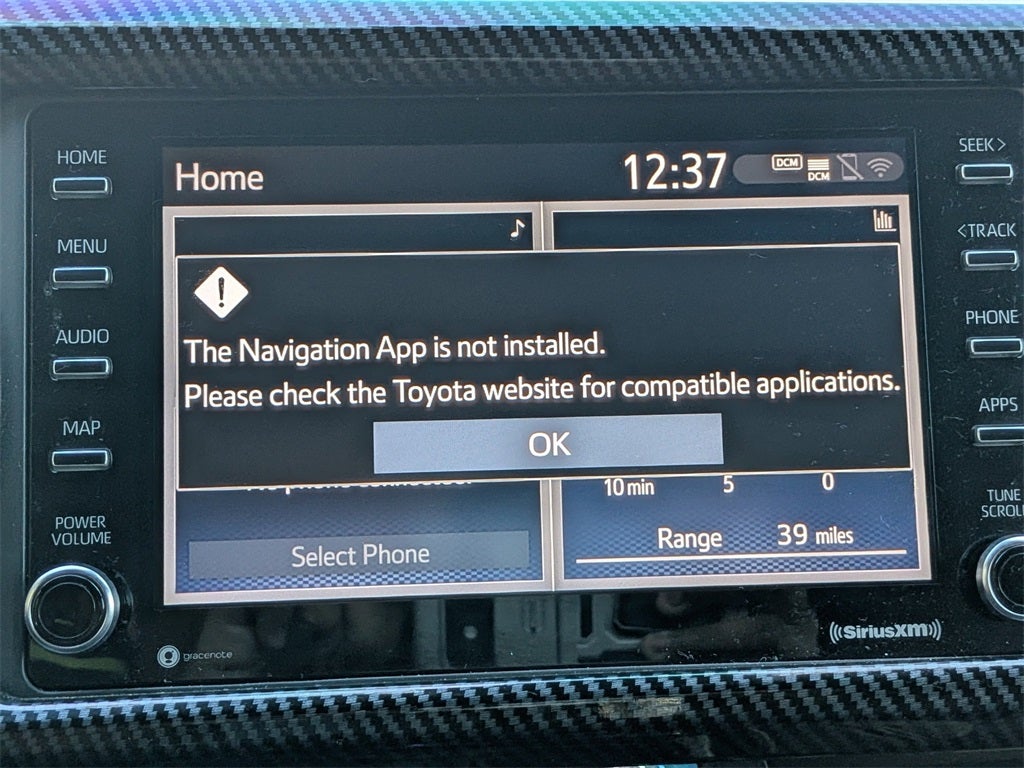 HOME
MENU
AUDIO
MAP
POWER
VOLUME
Home
12:37
DCM
DCM
The Navigation App is not installed.
Please check the Toyota website for compatible applications.
OK
10 min 5 0
Select Phone
Range 39 miles
gracenote
((SiriusXM))
SEEK>
<TRACK
PHONE
APPS
TUNE